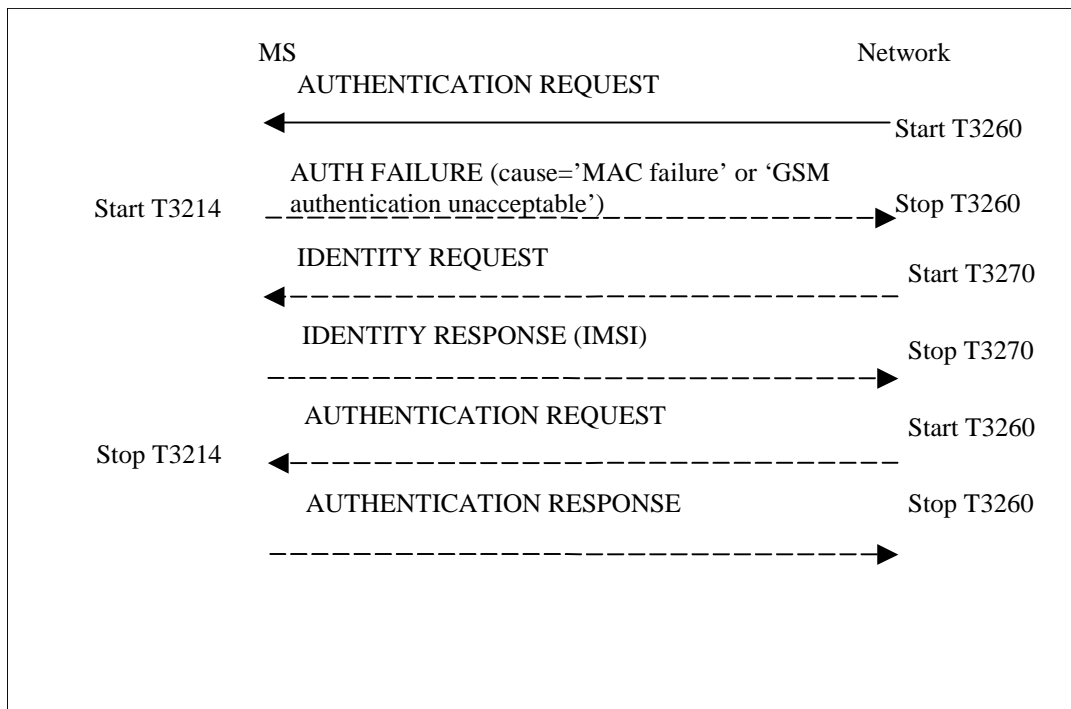 MS Network
AUTHENTICATION REQUEST
Start T3260
AUTH FAILURE (cause=’MAC failure’ or ‘GSM
authentication unacceptable’)
Start T3214
Stop T3260
IDENTITY REQUEST
Start T3270
IDENTITY RESPONSE (IMSI)
Stop T3270
AUTHENTICATION REQUEST
Start T3260
Stop T3214
AUTHENTICATION RESPONSE
Stop T3260